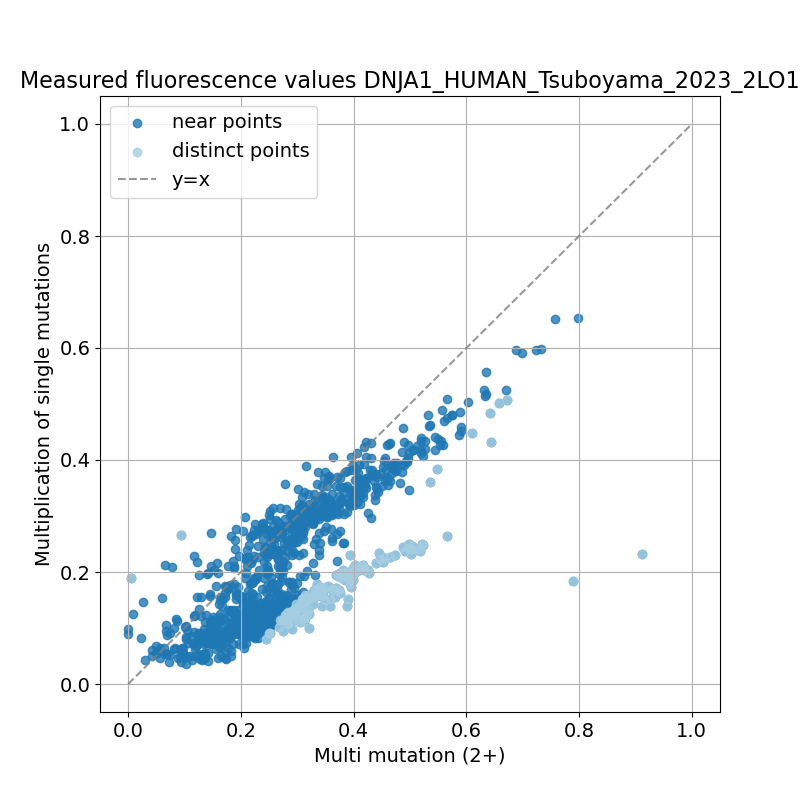 Measured fluorescence values DNJA1_HUMAN_Tsuboyama_2023_2LO1
near points
distinct points
y=x
1.0
0.8
0.6
0.4
0.2
0.0
Multiplication of single mutations
0.0 0.2 0.4 0.6 0.8 1.0
Multi mutation (2+)